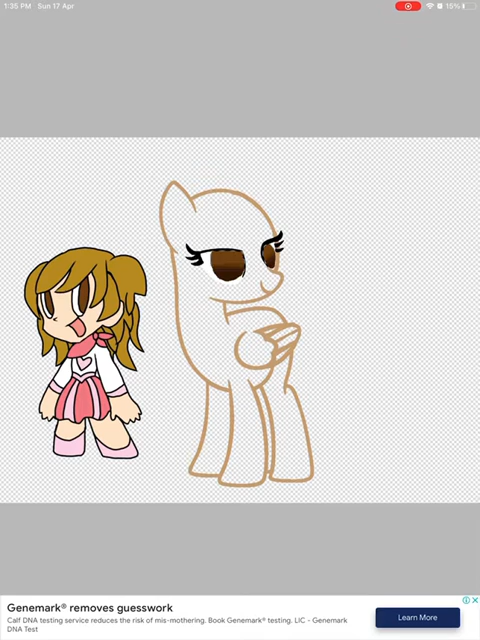 1:35 PM Sun 17 Apr
15%
Genemark® removes guesswork
Calf DNA testing service reduces the risk of mis-mothering. Book Genemark® testing. LIC - Genemark
DNA Test
Learn More